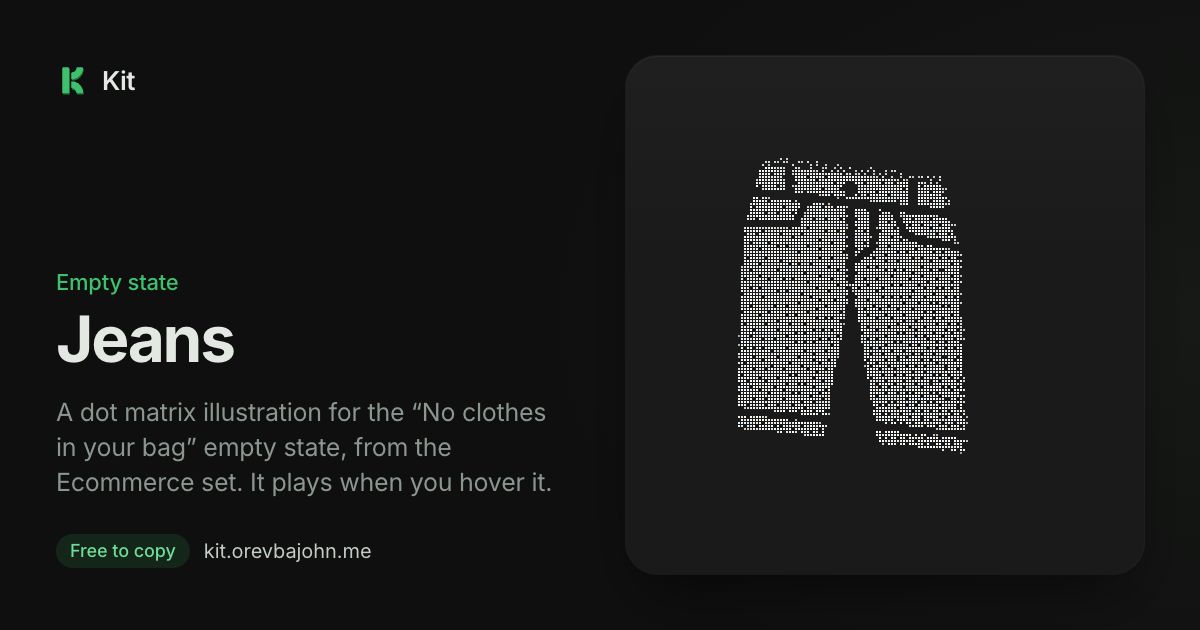 Kit
Empty state
Jeans
A dot matrix illustration for the “No clothes
in your bag” empty state, from the
Ecommerce set. It plays when you hover it.
Free to copy
kit.orevbajohn.me